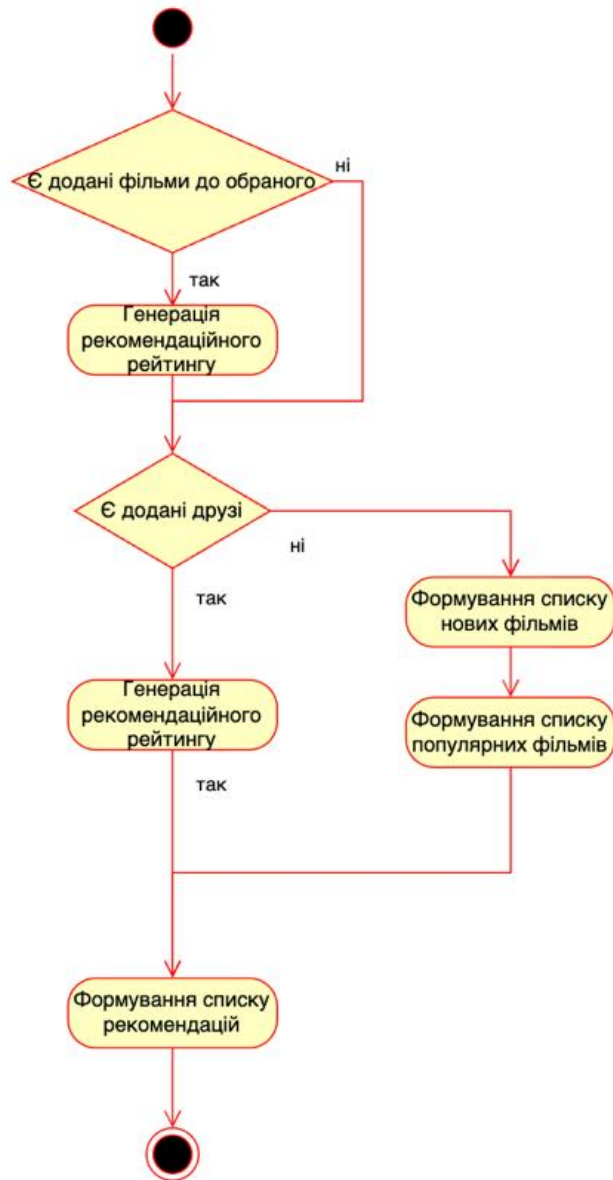 Є додані фільми до обраного
ні
так
Генерація
рекомендаційного
рейтингу
Є додані друзі
ні
так
Формування списку
нових фільмів
Генерація
рекомендаційного
рейтингу
Формування списку
популярних фільмів
так
Формування списку
рекомендацій